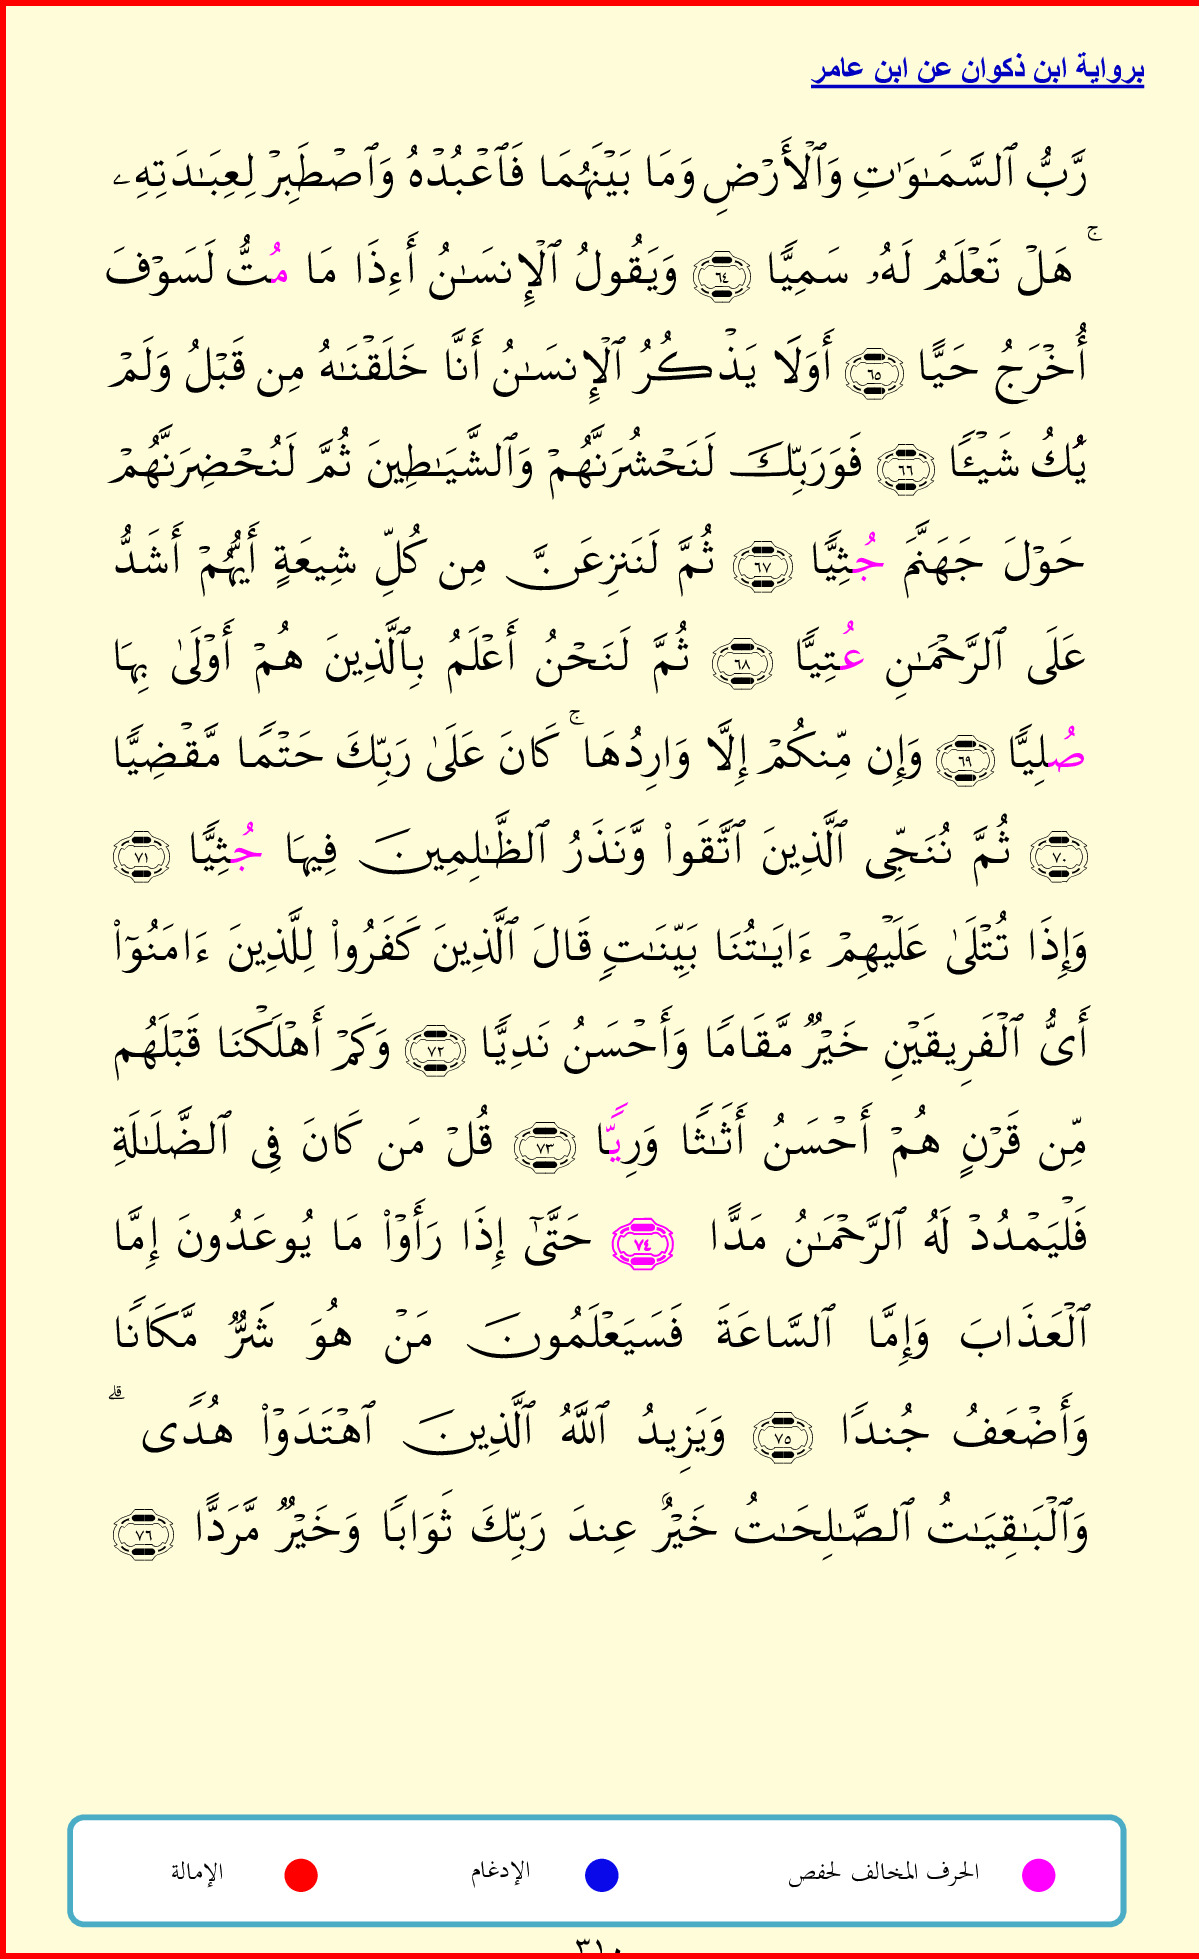 برواية ابن ذكوان عن ابن عامر
رَّبُّ ٱلسَّمَٰوَٰتِ وَٱلۡأَرۡضِ وَمَا بَيۡنَهُمَا فَٱعۡبُدۡهُ وَٱصۡطَبِرۡ لِعِبَٰدَتِهِۦ
ۚ هَلۡ تَعۡلَمُ لَهُۥ سَمِيًّا ٦٤ وَيَقُولُ ٱلۡإِنسَٰنُ أَءِذَا مَا مُتُّ لَسَوۡفَ
أُخۡرَجُ حَيًّا ٦٥ أَوَلَا يَذۡكُرُ ٱلۡإِنسَٰنُ أَنَّا خَلَقۡنَٰهُ مِن قَبۡلُ وَلَمۡ
يَكُ شَيۡـًٔا ٦٦ فَوَرَبِّكَ لَنَحۡشُرَنَّهُمۡ وَٱلشَّيَٰطِينَ ثُمَّ لَنُحۡضِرَنَّهُمۡ
حَوۡلَ جَهَنَّمَ جُثِيًّا ٦٧ ثُمَّ لَنَنزِعَنَّ مِن كُلِّ شِيعَةٍ أَيُّهُمۡ أَشَدُّ
عَلَى ٱلرَّحۡمَٰنِ عُتِيًّا ٦٨ ثُمَّ لَنَحۡنُ أَعۡلَمُ بِٱلَّذِينَ هُمۡ أَوۡلَىٰ بِهَا
صُلِيًّا ٦٩ وَإِن مِّنكُمۡ إِلَّا وَارِدُهَا ۚ كَانَ عَلَىٰ رَبِّكَ حَتۡمًا مَّقۡضِيًّا
٧٠ ثُمَّ نُنَجِّى ٱلَّذِينَ ٱتَّقَواْ وَّنَذَرُ ٱلظَّٰلِمِينَ فِيهَا جُثِيًّا ٧١
وَإِذَا تُتۡلَىٰ عَلَيۡهِمۡ ءَايَٰتُنَا بَيِّنَٰتٍ قَالَ ٱلَّذِينَ كَفَرُواْ لِلَّذِينَ ءَامَنُوٓاْ
أَىُّ ٱلۡفَرِيقَيۡنِ خَيۡرٌ مَّقَامًا وَأَحۡسَنُ نَدِيًّا ٧٢ وَكَمۡ أَهۡلَكۡنَا قَبۡلَهُم
مِّن قَرۡنٍ هُمۡ أَحۡسَنُ أَثَٰثًا وَرِيًّا ٧٣ قُلۡ مَن كَانَ فِى ٱلضَّلَٰلَةِ
فَلۡيَمۡدُدۡ لَهُ ٱلرَّحۡمَٰنُ مَدًّا ٧٤ حَتَّىٰٓ إِذَا رَأَوۡاْ مَا يُوعَدُونَ إِمَّا
ٱلۡعَذَابَ وَإِمَّا ٱلسَّاعَةَ فَسَيَعۡلَمُونَ مَنۡ هُوَ شَرٌّ مَّكَانًا
وَأَضۡعَفُ جُندًا ٧٥ وَيَزِيدُ ٱللَّهُ ٱلَّذِينَ ٱهۡتَدَوۡاْ هُدًى ۗ
وَٱلۡبَٰقِيَٰتُ ٱلصَّٰلِحَٰتُ خَيۡرٌ عِندَ رَبِّكَ ثَوَابًا وَخَيۡرٌ مَّرَدًّا ٧٦
الحرف المخالف لحفص الإدغام الإمالة
٣١٠